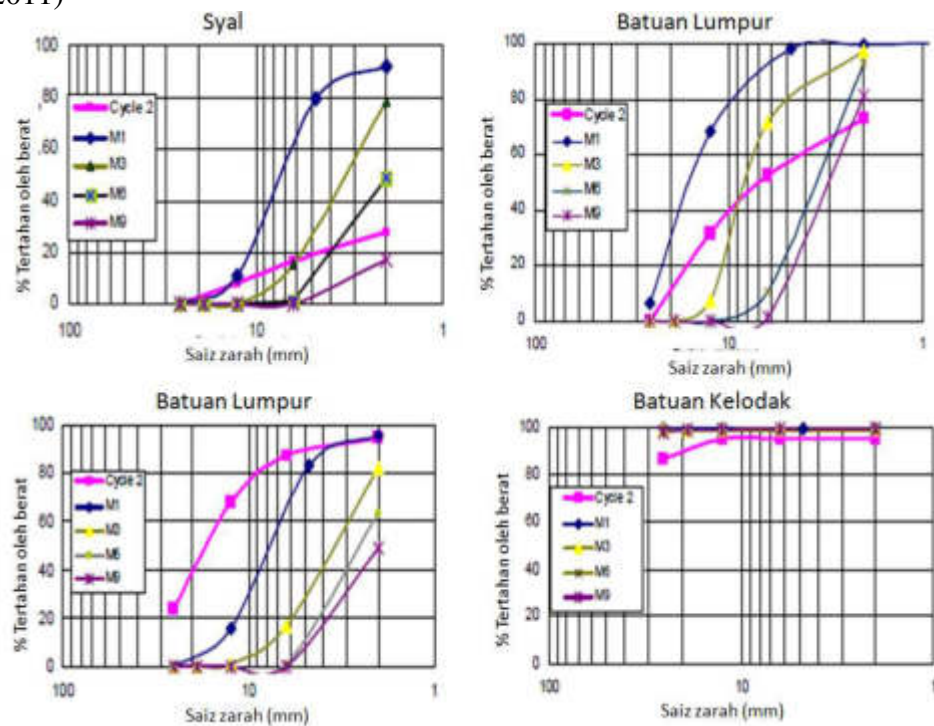 2011)
Syal
% Tertahan oleh berat
100
80
60
40
20
0
Cycle 2
M1
M3
M6
M9
100
10
1
Saiz zarah (mm)
Batuan Lumpur
% Tertahan oleh berat
100
80
60
40
20
0
Cycle 2
M1
M3
M6
M9
100
10
1
Saiz zarah (mm)
Batuan Lumpur
% Tertahan oleh berat
100
80
60
40
20
0
Cycle 2
M1
M3
M6
M9
100
10
1
Saiz zarah (mm)
Batuan Kelodak
% Tertahan oleh berat
100
80
60
40
20
0
Cycle 2
M1
M3
M6
M9
100
10
1
Saiz zarah (mm)